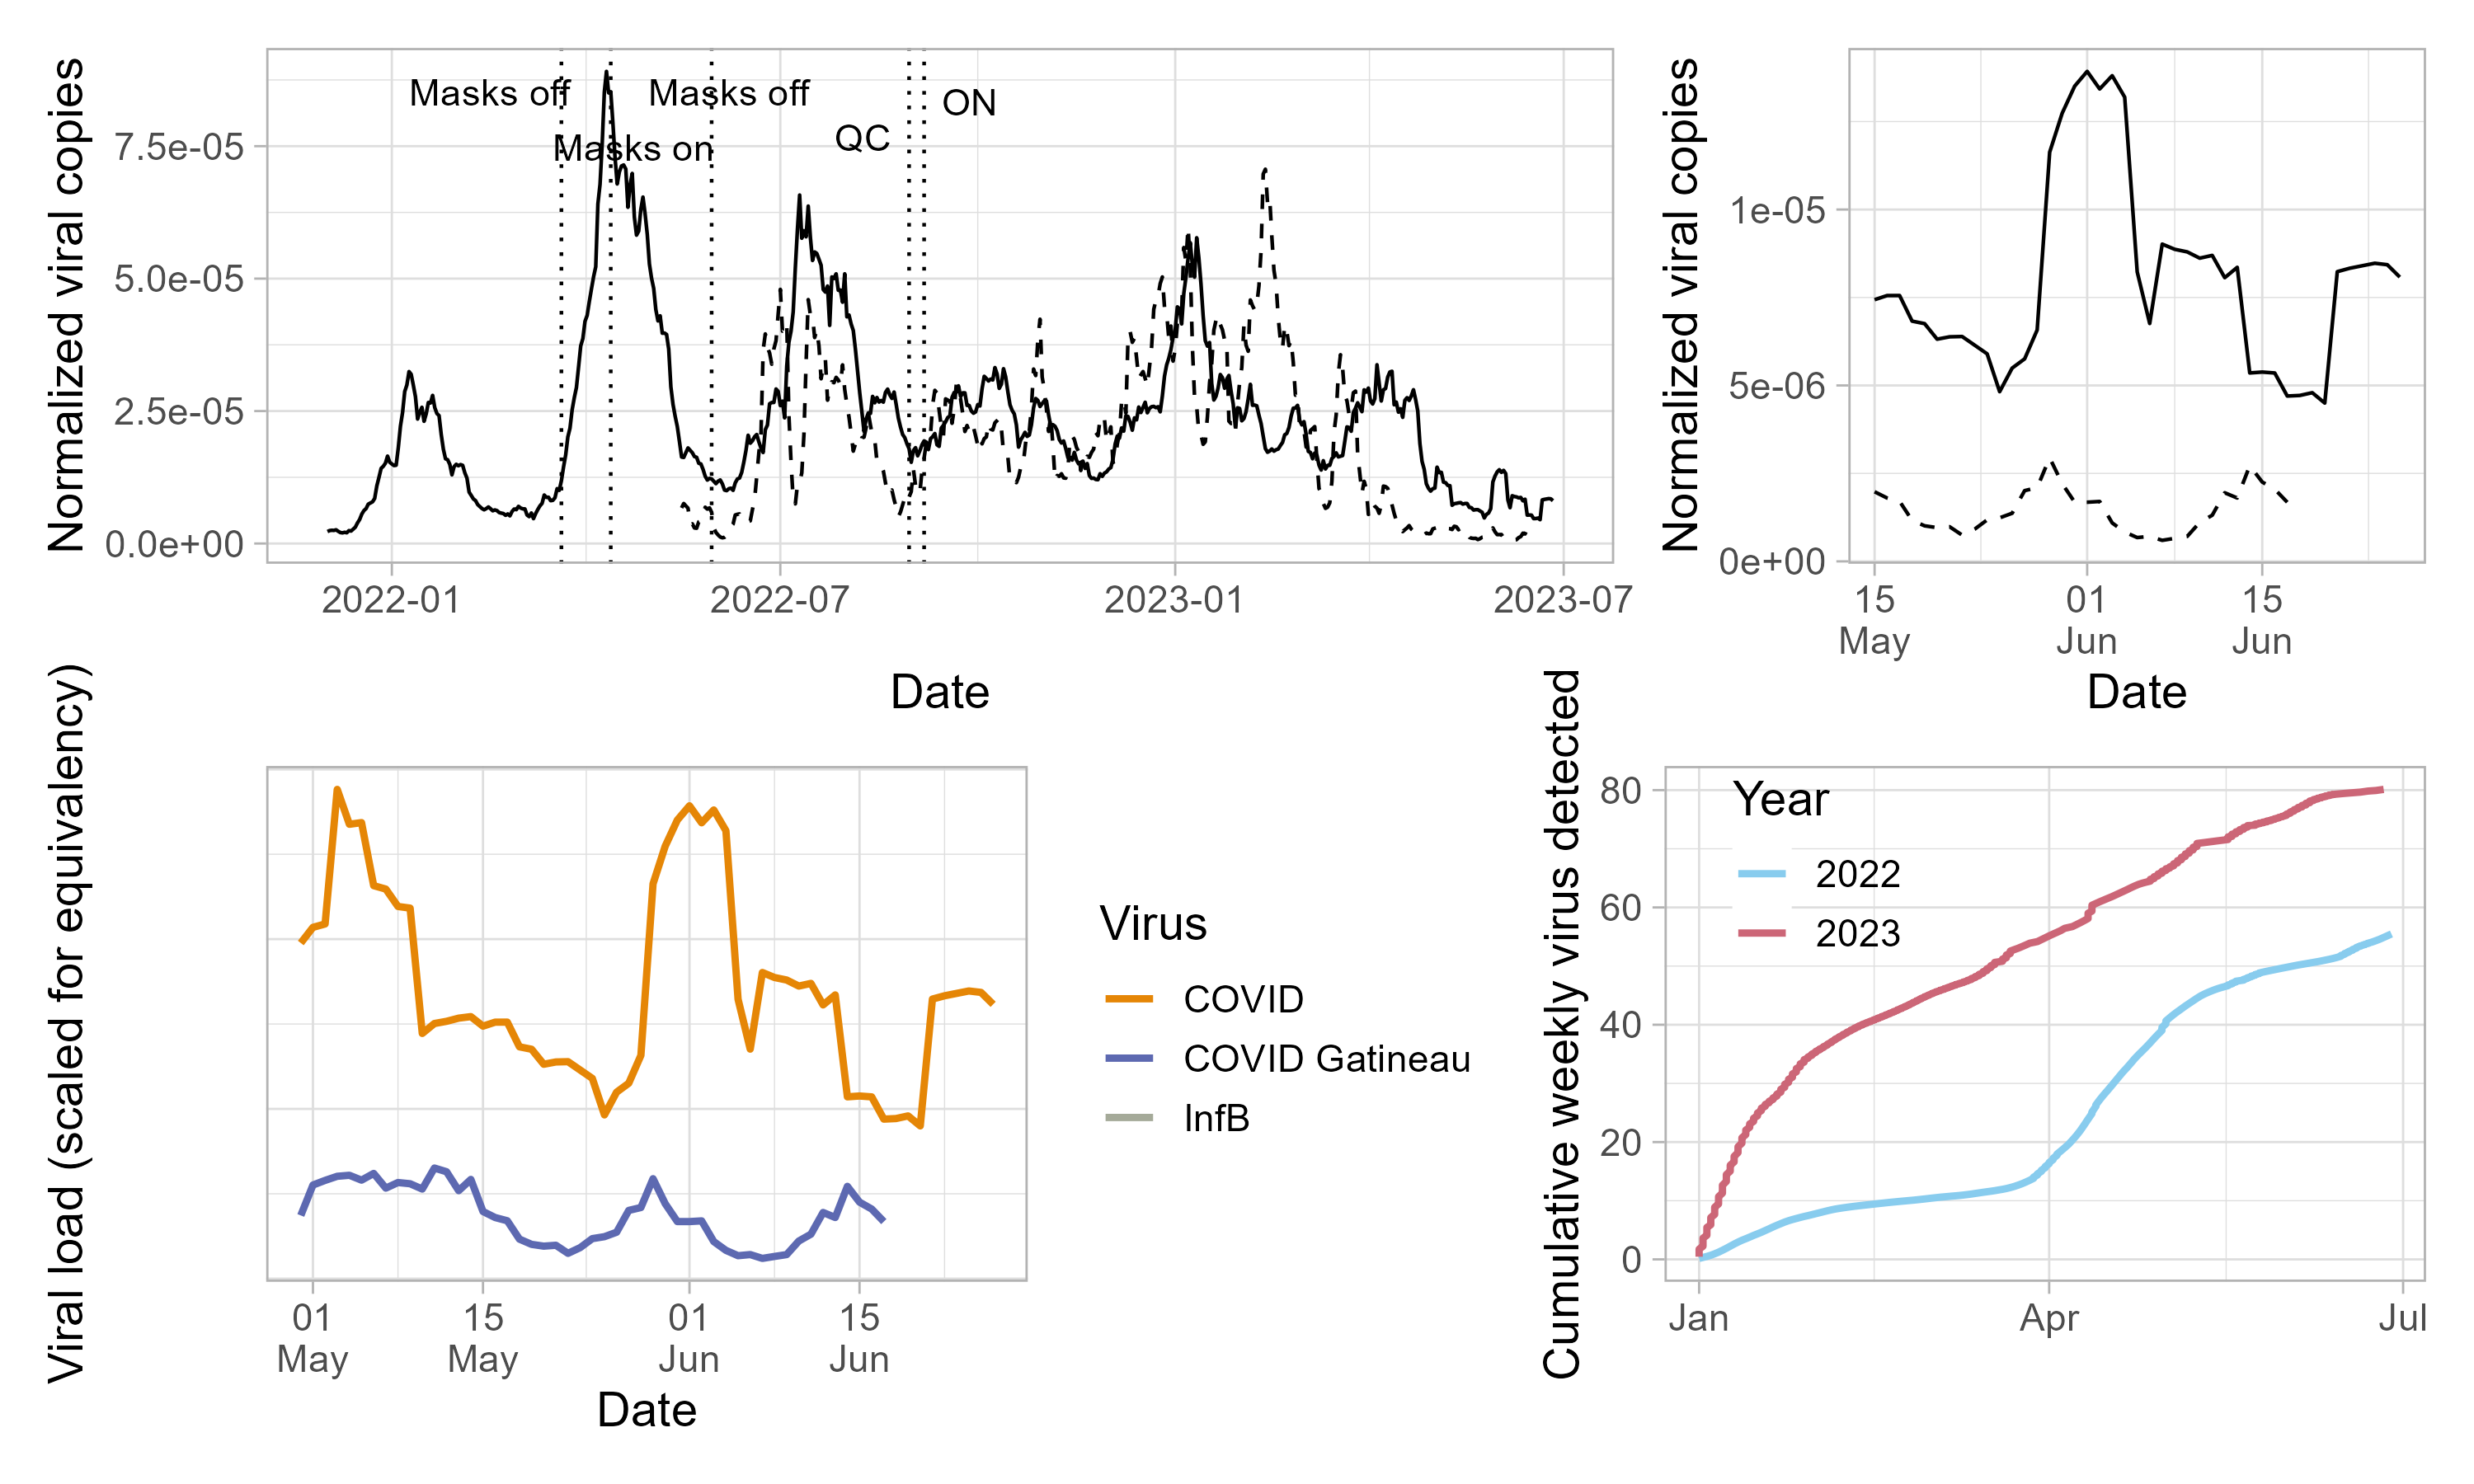 Normalized viral copies
7.5e-05
5.0e-05
2.5e-05
0.0e+00
Masks off
Masks on
Masks off
QC
ON
2022-01
2022-07
2023-01
2023-07
Date
Normalized viral copies
1e-05
5e-06
0e+00
15
May
01
Jun
15
Jun
Date
Viral load (scaled for equivalency)
01
May
15
May
01
Jun
15
Jun
Date
Virus
COVID
COVID Gatineau
InfB
Cumulative weekly virus detected
80
60
40
20
0
Year
2022
2023
Jan
Apr
Jul